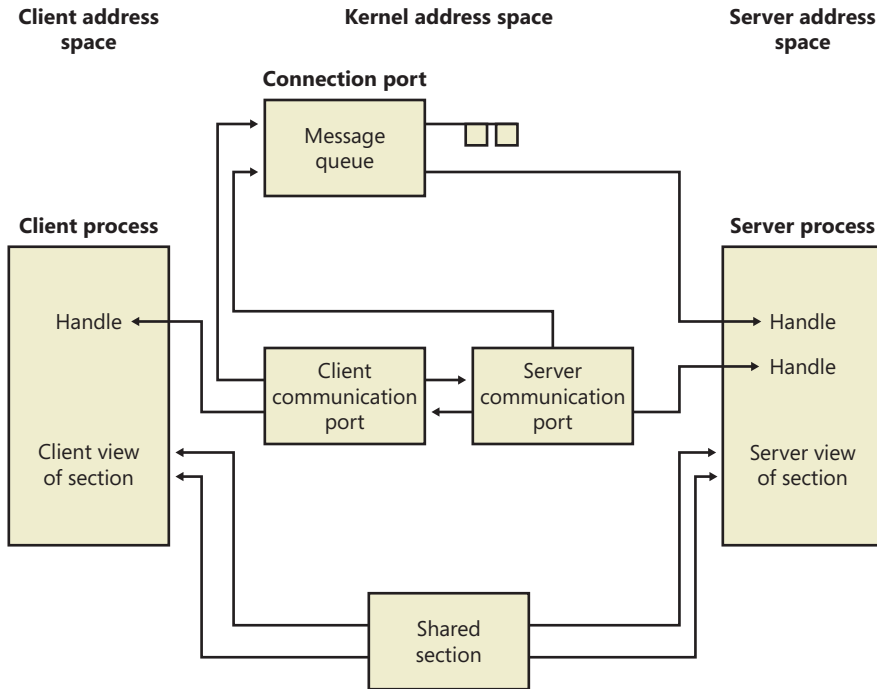 Client address
space
Kernel address space
Server address
space
Connection port
Message
queue
Client process
Server process
Handle
Handle
Client
communication
port
Server
communication
port
Handle
Client view
of section
Server view
of section
Shared
section